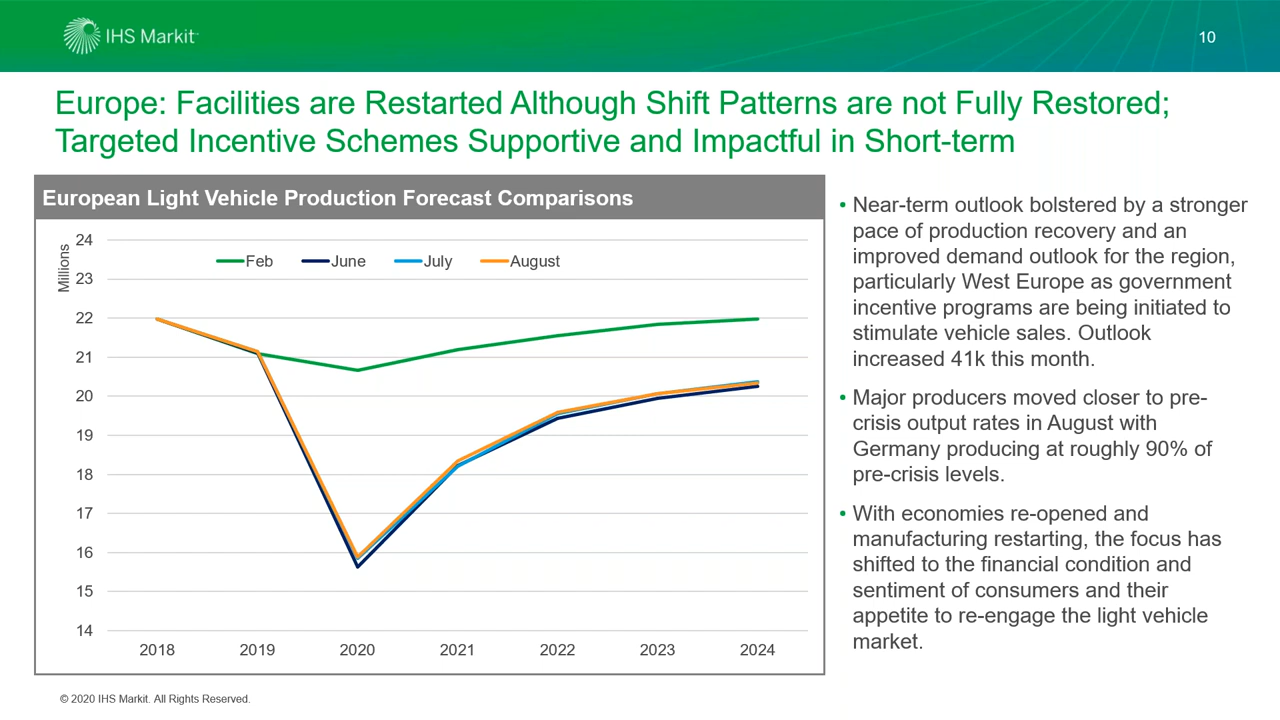 IHS Markit
10
Europe: Facilities are Restarted Although Shift Patterns are not Fully Restored;
Targeted Incentive Schemes Supportive and Impactful in Short-term
European Light Vehicle Production Forecast Comparisons
Millions
24
23
22
21
20
19
18
17
16
15
14
Feb
June
July
August
2018
2019
2020
2021
2022
2023
2024
• Near-term outlook bolstered by a stronger
pace of production recovery and an
improved demand outlook for the region,
particularly West Europe as government
incentive programs are being initiated to
stimulate vehicle sales. Outlook
increased 41k this month.
• Major producers moved closer to pre-
crisis output rates in August with
Germany producing at roughly 90% of
pre-crisis levels.
• With economies re-opened and
manufacturing restarting, the focus has
shifted to the financial condition and
sentiment of consumers and their
appetite to re-engage the light vehicle
market.
© 2020 IHS Markit. All Rights Reserved.